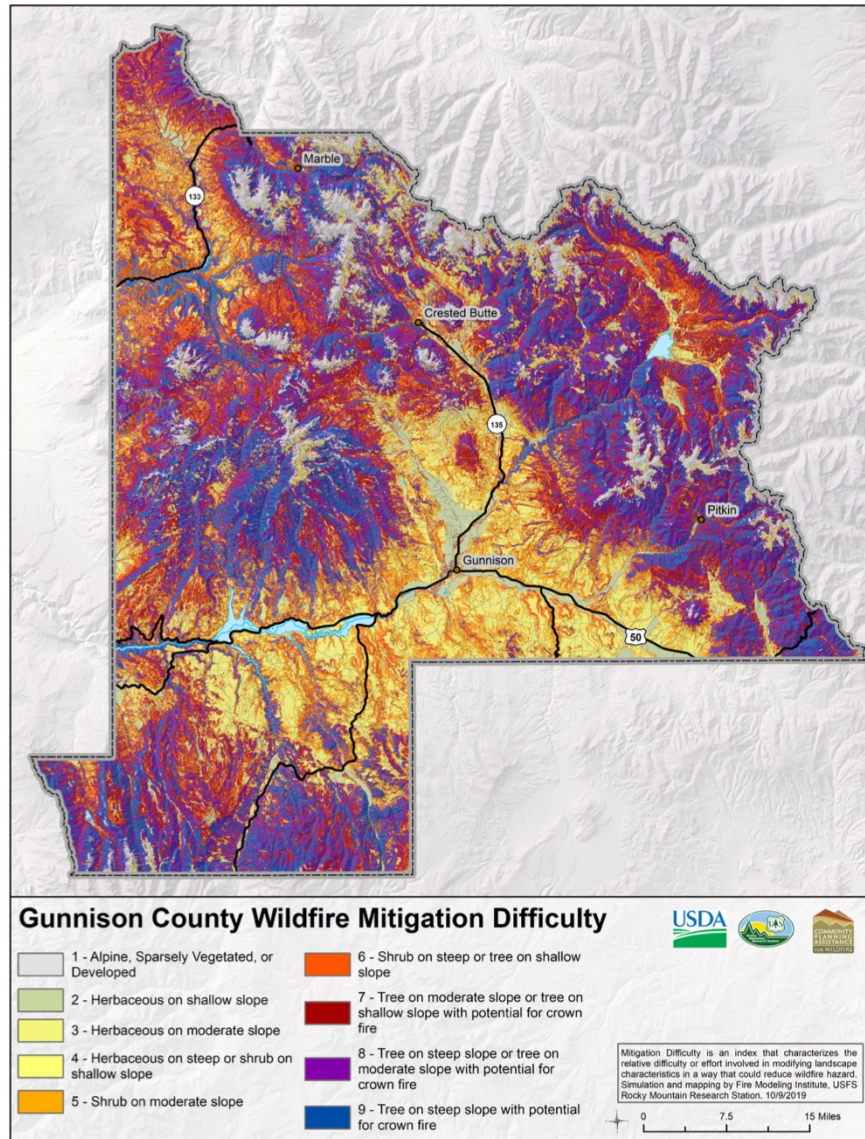 Marble
133
Crested Butte
135
Pitkin
Gunnison
50
Gunnison County Wildfire Mitigation Difficulty
1 - Alpine, Sparsely Vegetated, or
Developed
2 - Herbaceous on shallow slope
3 - Herbaceous on moderate slope
4 - Herbaceous on steep or shrub on
shallow slope
5 - Shrub on moderate slope
6 - Shrub on steep or tree on shallow
slope
7 - Tree on moderate slope or tree on
shallow slope with potential for crown
fire
8 - Tree on steep slope or tree on
moderate slope with potential for
crown fire
9 - Tree on steep slope with potential
for crown fire
USDA
COMMUNITY
PLANNING
ASSISTANCE
FOR WILDFIRE
Mitigation Difficulty is an index that characterizes the
relative difficulty or effort involved in modifying landscape
characteristics in a way that could reduce wildfire hazard.
Simulation and mapping by Fire Modeling Institute, USFS
Rocky Mountain Research Station. 10/9/2019
0 7.5 15 Miles